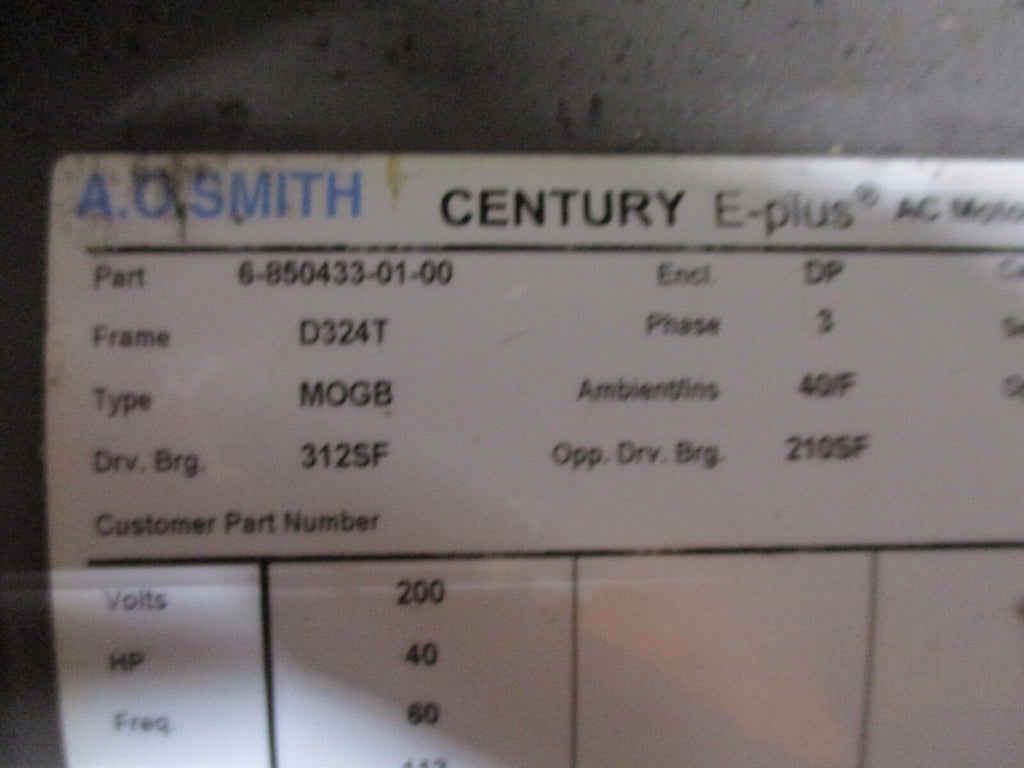 A.O.SMITH CENTURY E-plus® AC Moto
Part 6-850433-01-00 Encl. DP
Frame D324T Phase 3
Type MOGB Ambient/Ins 40/F
Drv. Brg. 312SF Opp. Drv. Brg. 210SF
Customer Part Number
Volts 200
HP 40
Freq. 60